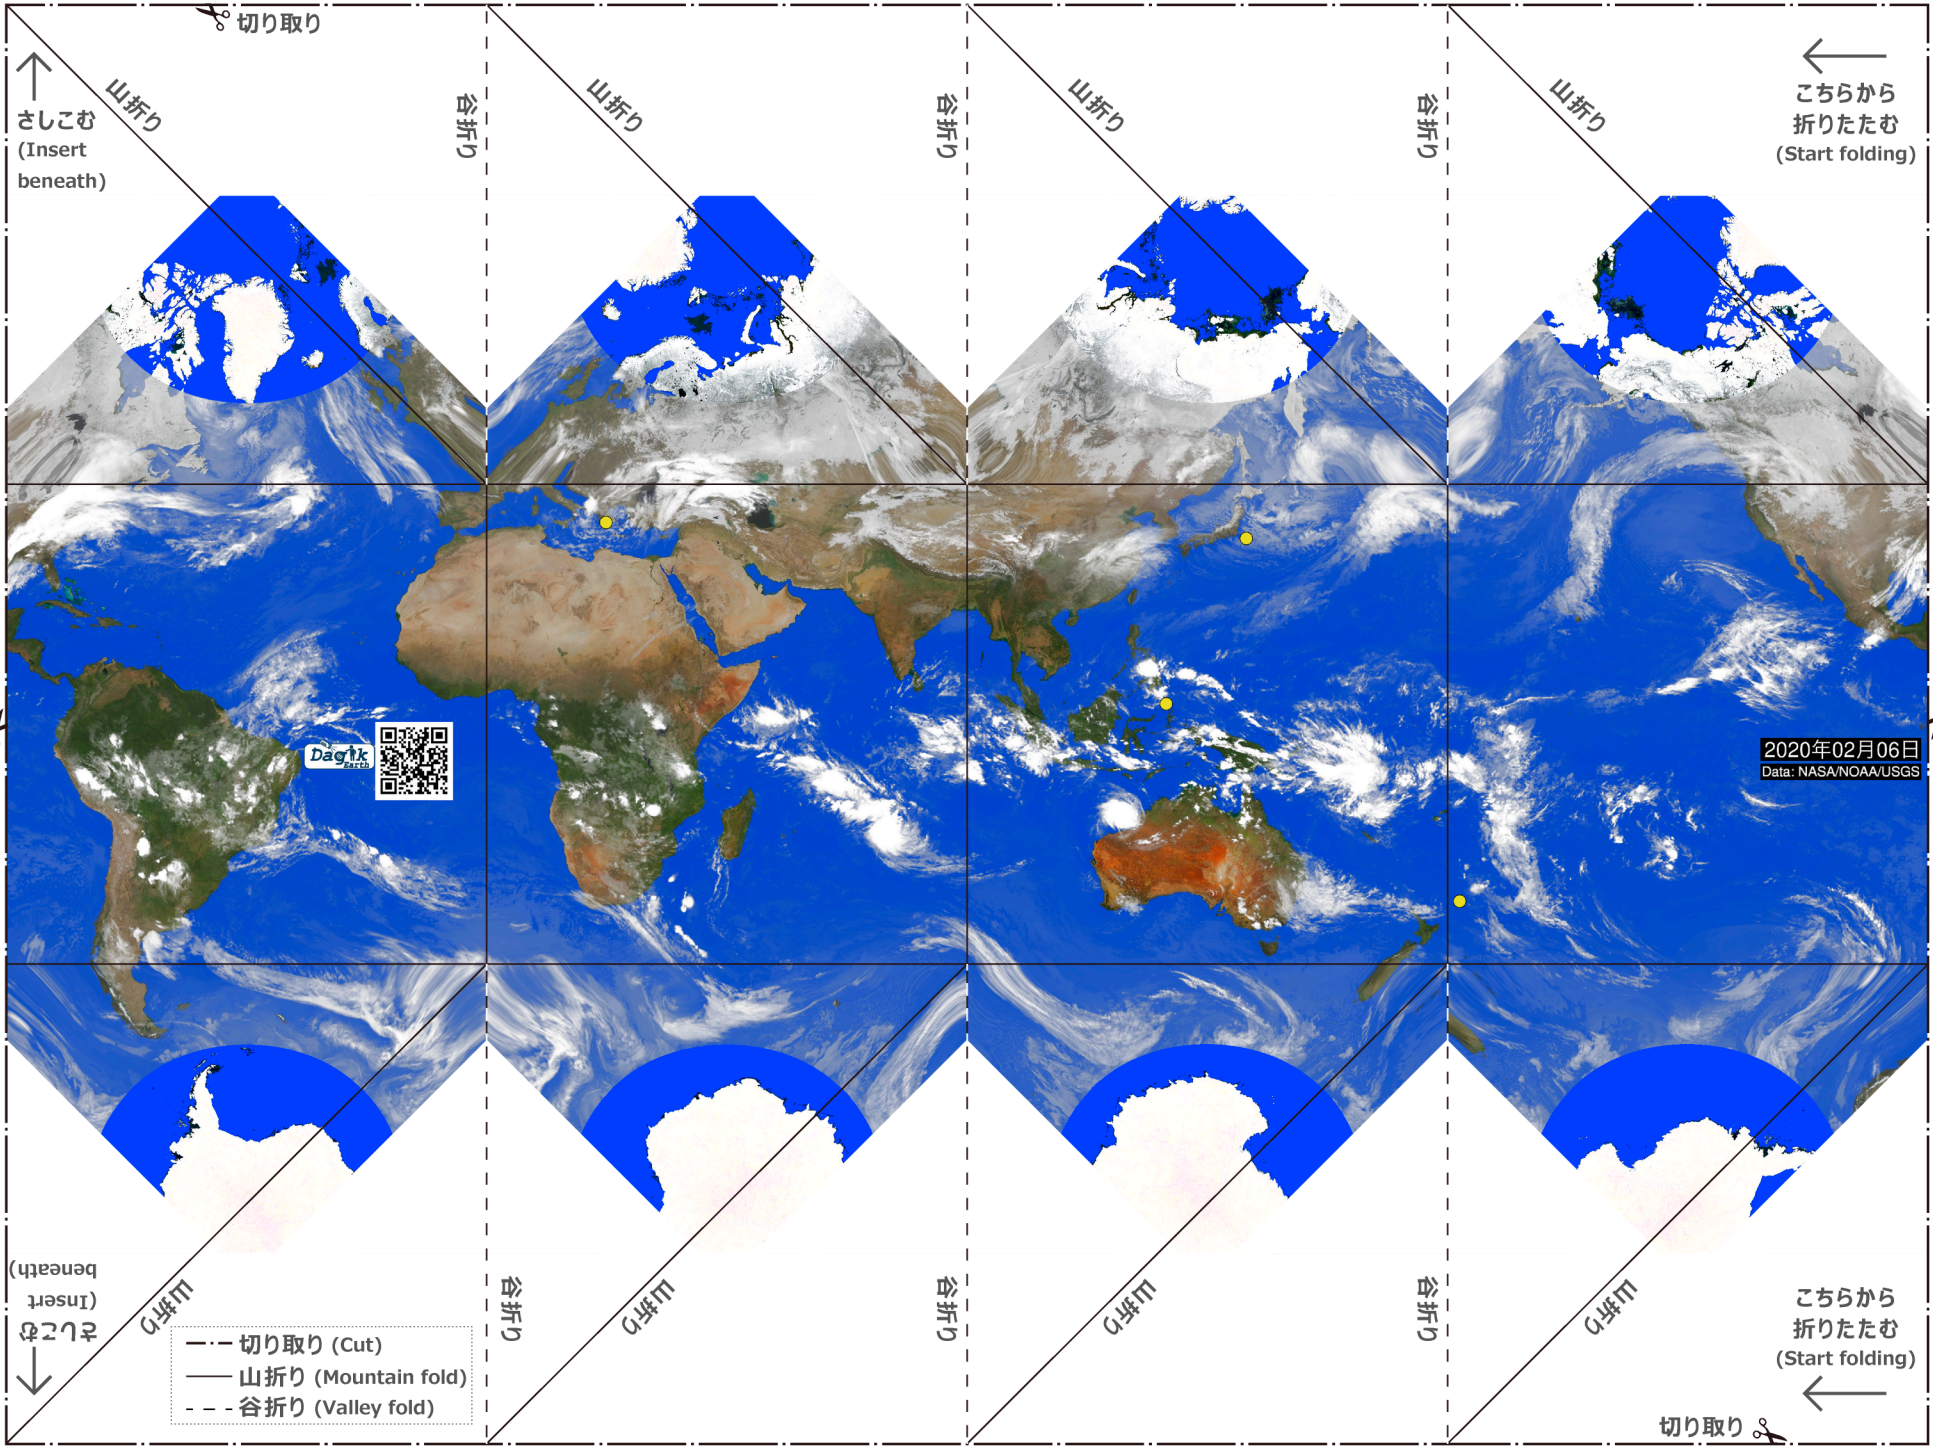 切り取り
山折り
谷折り
山折り
谷折り
山折り
谷折り
山折り
さしこむ
(Insert
beneath)
こちらから
折りたたむ
(Start folding)
Dagik
Earth
2020年02月06日
Data: NASA/NOAA/USGS
さしこむ
(Insert
beneath)
山折り
谷折り
山折り
谷折り
山折り
谷折り
山折り
こちらから
折りたたむ
(Start folding)
切り取り (Cut)
山折り (Mountain fold)
谷折り (Valley fold)
切り取り